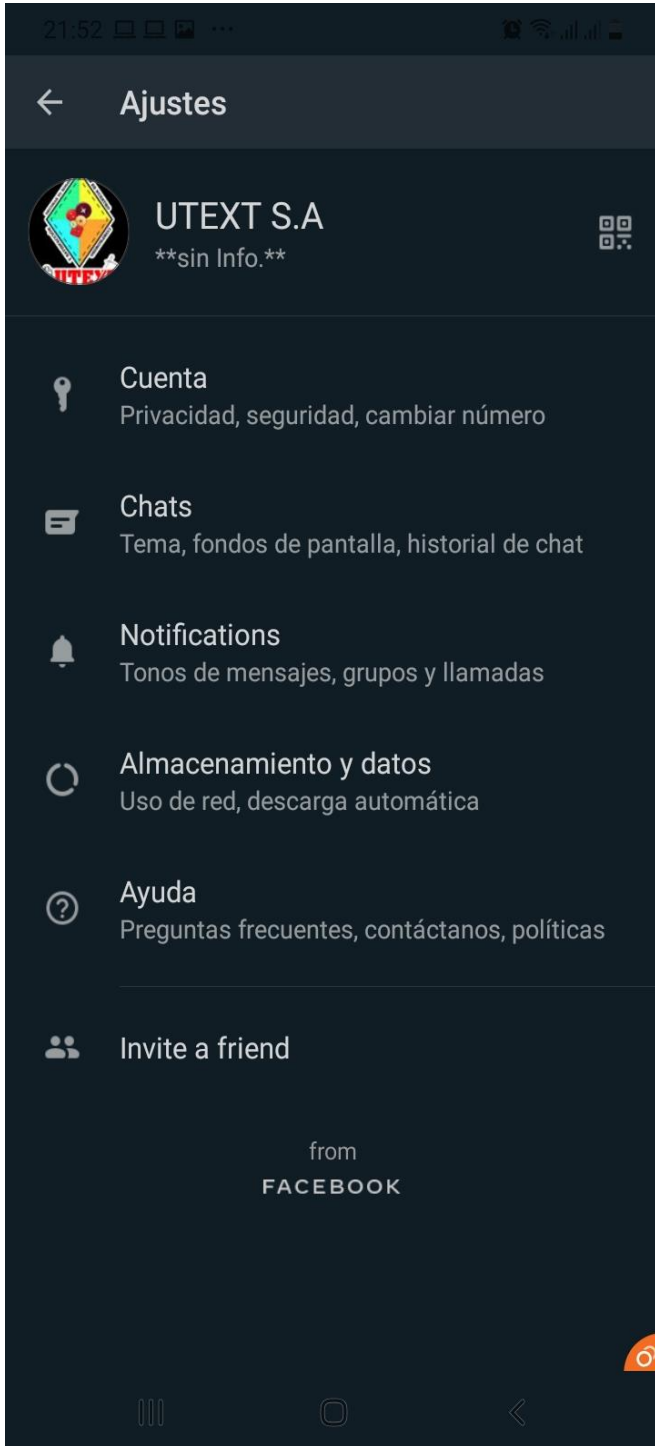 21:52
Ajustes
UTEXT S.A
**sin Info.**
UTEXT
Cuenta
Privacidad, seguridad, cambiar número
Chats
Tema, fondos de pantalla, historial de chat
Notifications
Tonos de mensajes, grupos y llamadas
Almacenamiento y datos
Uso de red, descarga automática
Ayuda
Preguntas frecuentes, contáctanos, políticas
Invite a friend
from
FACEBOOK